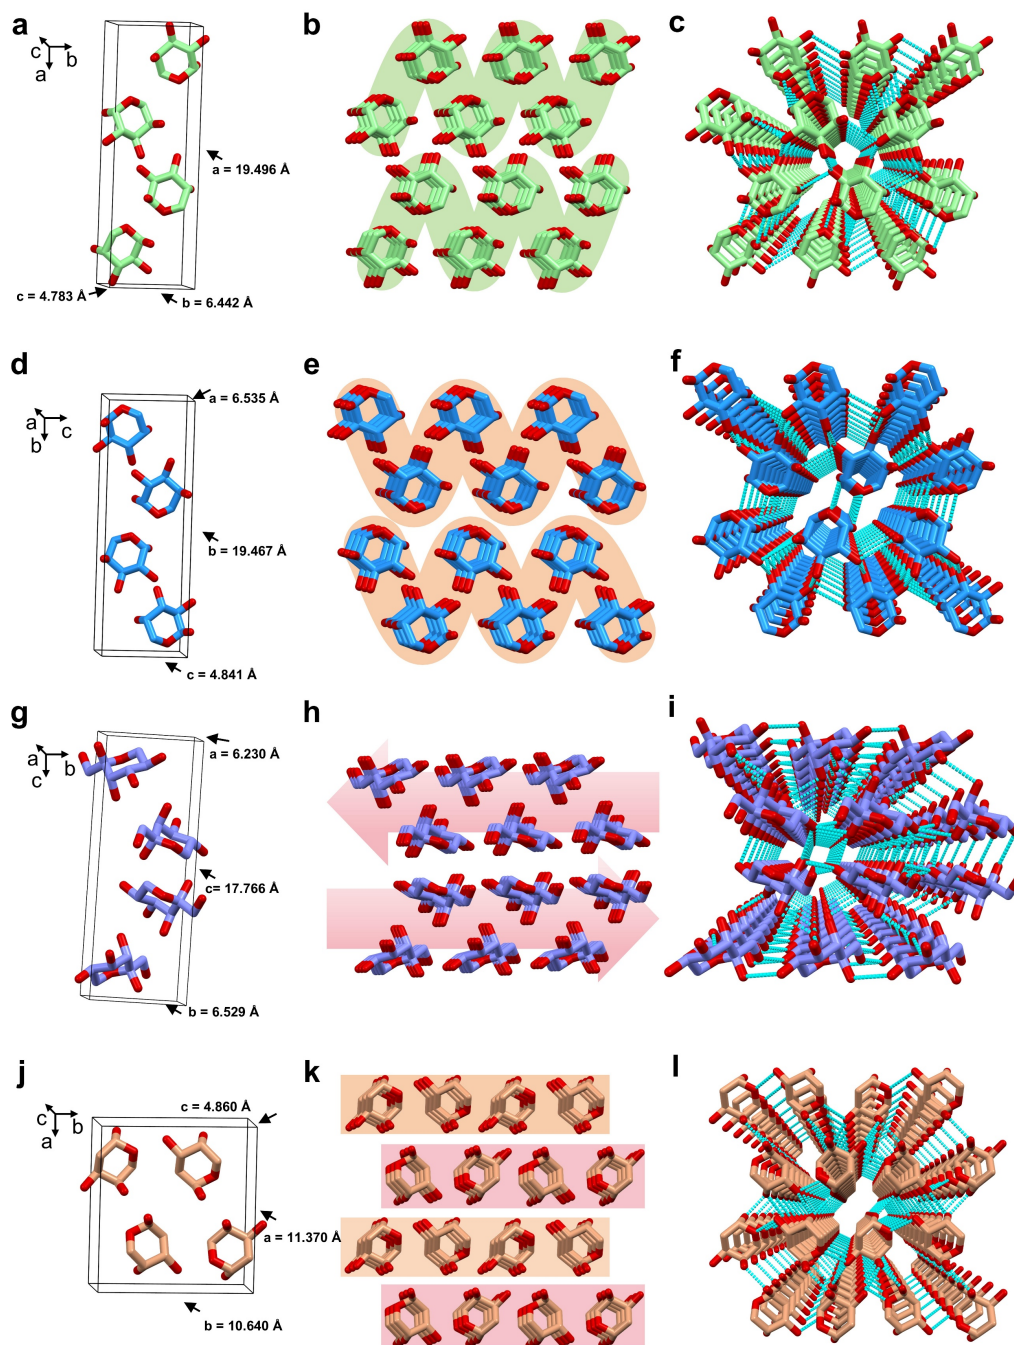 a
b
c
c
b
a
a = 19.496 Å
c = 4.783 Å
b = 6.442 Å
d
e
f
a = 6.535 Å
a
c
b
b = 19.467 Å
c = 4.841 Å
g
h
i
a
b
c
a = 6.230 Å
c= 17.766 Å
b = 6.529 Å
j
k
l
c = 4.860 Å
c
b
a
a = 11.370 Å
b = 10.640 Å